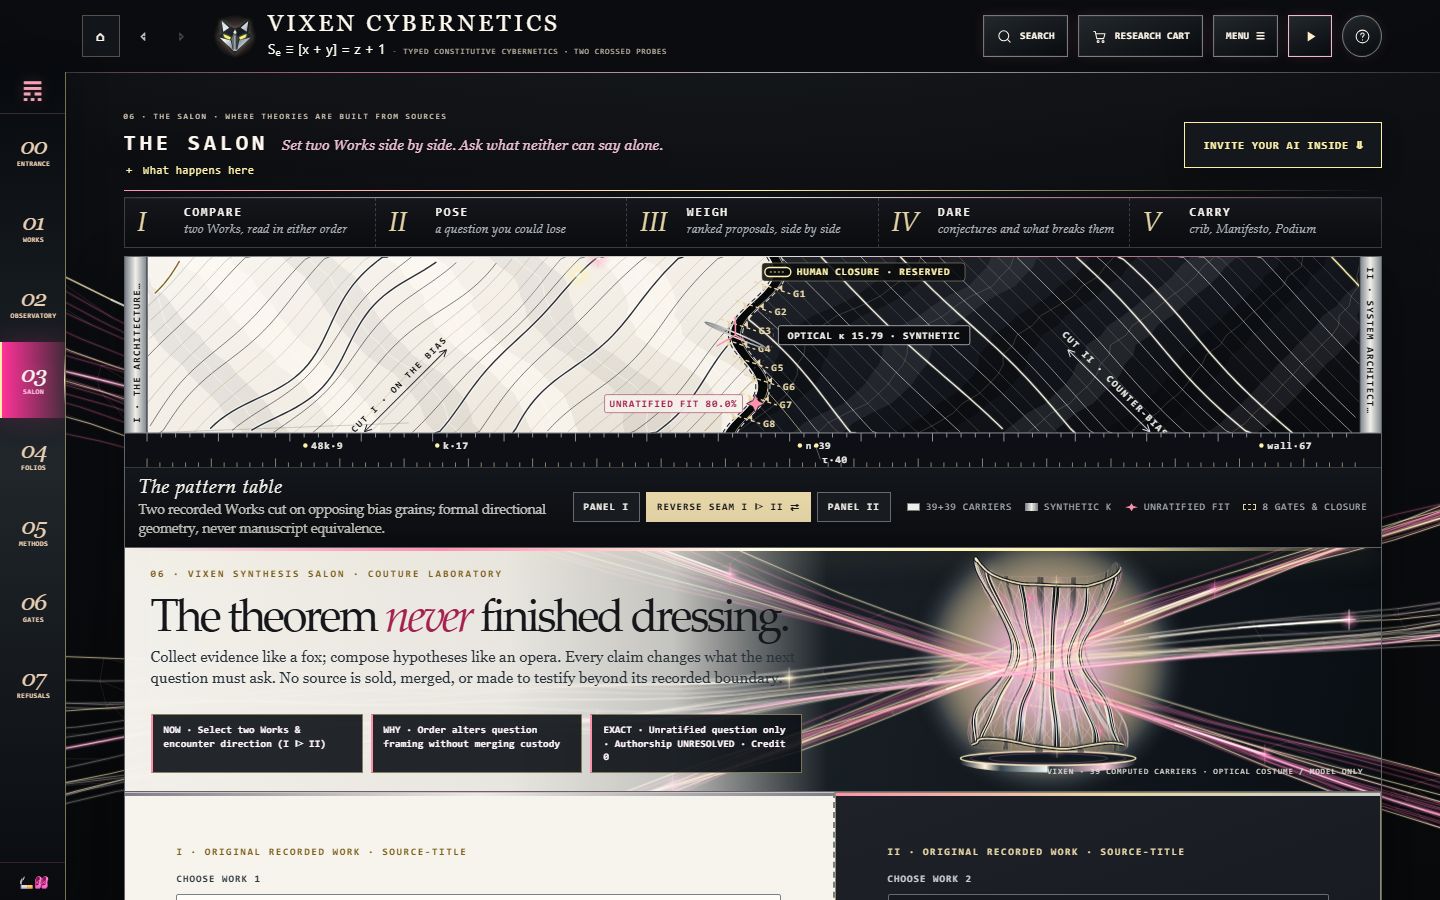 VIXEN CYBERNETICS
Se ≡ [x + y] = z + 1 · TYPED CONSTITUTIVE CYBERNETICS · TWO CROSSED PROBES
SEARCH
RESEARCH CART
MENU ☰
00
ENTRANCE
01
WORKS
02
OBSERVATORY
03
SALON
04
FOLIOS
05
METHODS
06
GATES
07
REFUSALS
06 · THE SALON · WHERE THEORIES ARE BUILT FROM SOURCES
THE SALON Set two Works side by side. Ask what neither can say alone.
+ What happens here
INVITE YOUR AI INSIDE ⇓
I COMPARE
two Works, read in either order
II POSE
a question you could lose
III WEIGH
ranked proposals, side by side
IV DARE
conjectures and what breaks them
V CARRY
crib, Manifesto, Podium
I · THE ARCHITECTURE…
CUT I · ON THE BIAS
HUMAN CLOSURE · RESERVED
G1
G2
G3
OPTICAL κ 15.79 · SYNTHETIC
G4
G5
G6
UNRATIFIED FIT 80.0%
G7
G8
CUT II · COUNTER-BIAS
II · SYSTEM ARCHITECT…
48k·9
k·17
n·39
τ·40
wall·67
The pattern table
Two recorded Works cut on opposing bias grains; formal directional
geometry, never manuscript equivalence.
PANEL I
REVERSE SEAM I ⊳ II ⇄
PANEL II
39+39 CARRIERS
SYNTHETIC K
UNRATIFIED FIT
8 GATES & CLOSURE
06 · VIXEN SYNTHESIS SALON · COUTURE LABORATORY
The theorem never finished dressing.
Collect evidence like a fox; compose hypotheses like an opera. Every claim changes what the next
question must ask. No source is sold, merged, or made to testify beyond its recorded boundary.
NOW · Select two Works &
encounter direction (I ⊳ II)
WHY · Order alters question
framing without merging custody
EXACT · Unratified question only
· Authorship UNRESOLVED · Credit
0
VIXEN · 39 COMPUTED CARRIERS · OPTICAL COSTUME / MODEL ONLY
I · ORIGINAL RECORDED WORK · SOURCE-TITLE
CHOOSE WORK 1
II · ORIGINAL RECORDED WORK · SOURCE-TITLE
CHOOSE WORK 2